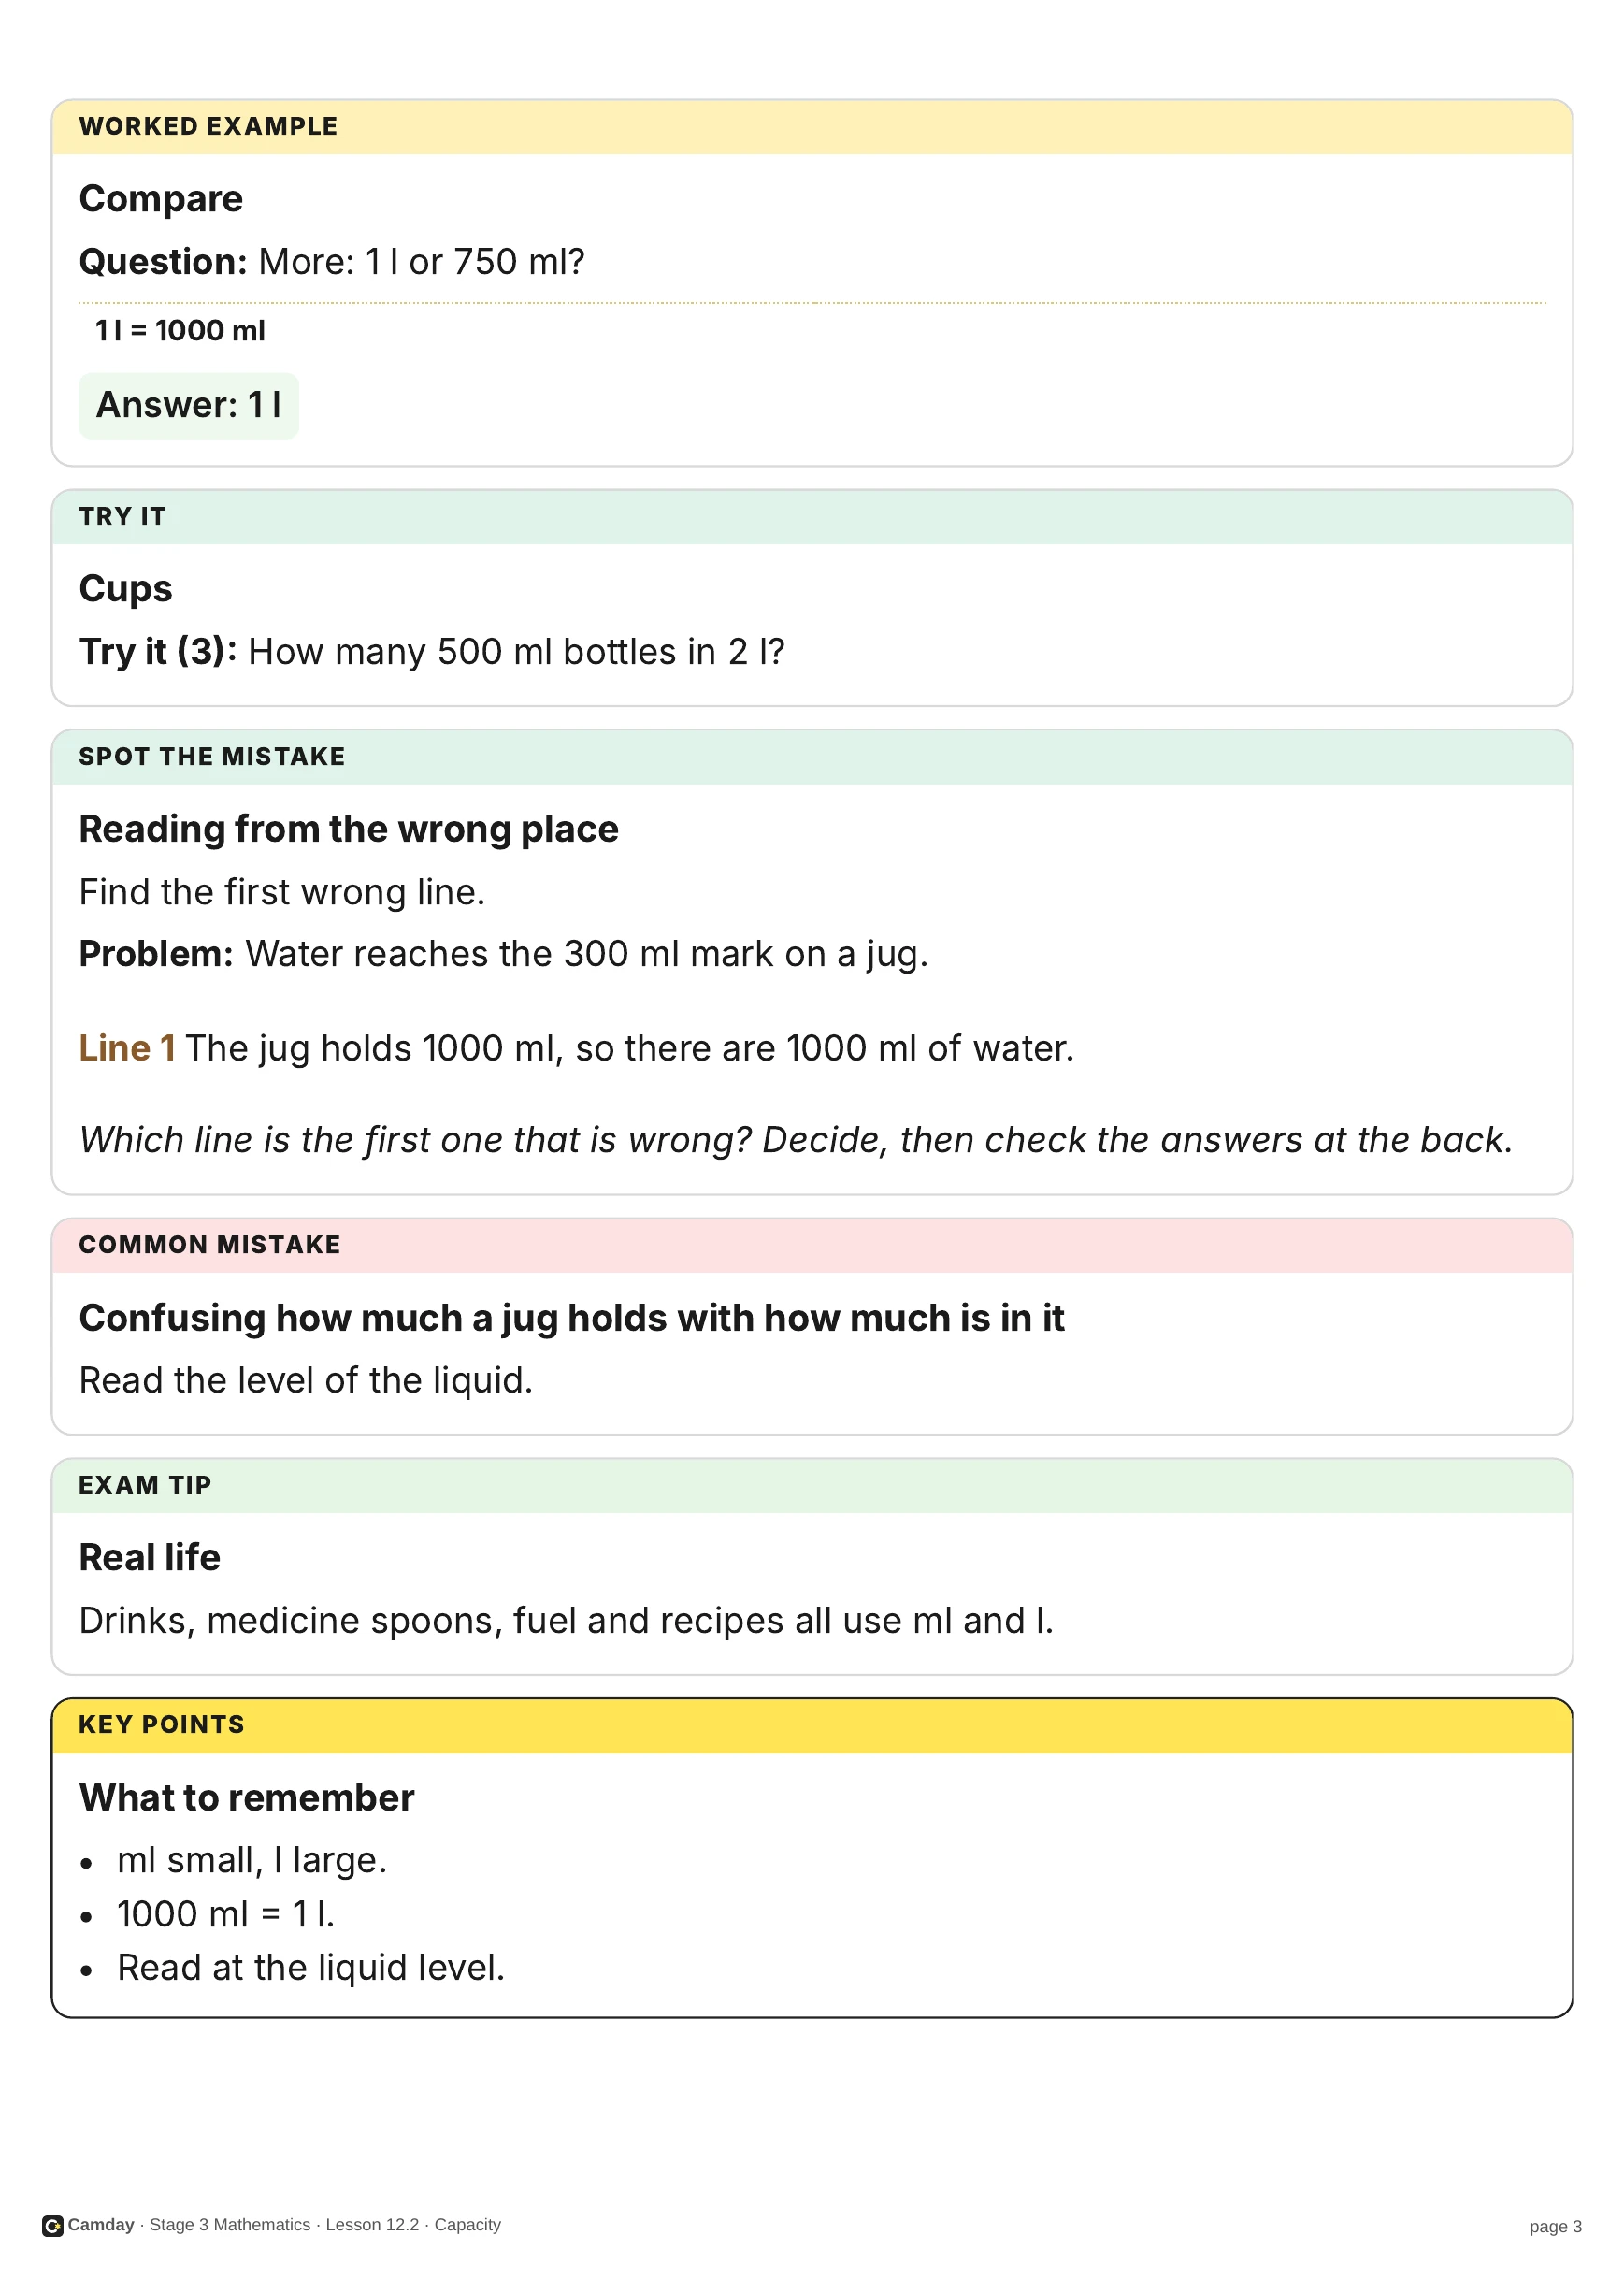 WORKED EXAMPLE
Compare
Question: More: 1 l or 750 ml?
1 l = 1000 ml
Answer: 1 l
TRY IT
Cups
Try it (3): How many 500 ml bottles in 2 l?
SPOT THE MISTAKE
Reading from the wrong place
Find the first wrong line.
Problem: Water reaches the 300 ml mark on a jug.
Line 1 The jug holds 1000 ml, so there are 1000 ml of water.
Which line is the first one that is wrong? Decide, then check the answers at the back.
COMMON MISTAKE
Confusing how much a jug holds with how much is in it
Read the level of the liquid.
EXAM TIP
Real life
Drinks, medicine spoons, fuel and recipes all use ml and l.
KEY POINTS
What to remember
• ml small, l large.
• 1000 ml = 1 l.
• Read at the liquid level.
Camday · Stage 3 Mathematics · Lesson 12.2 · Capacity
page 3